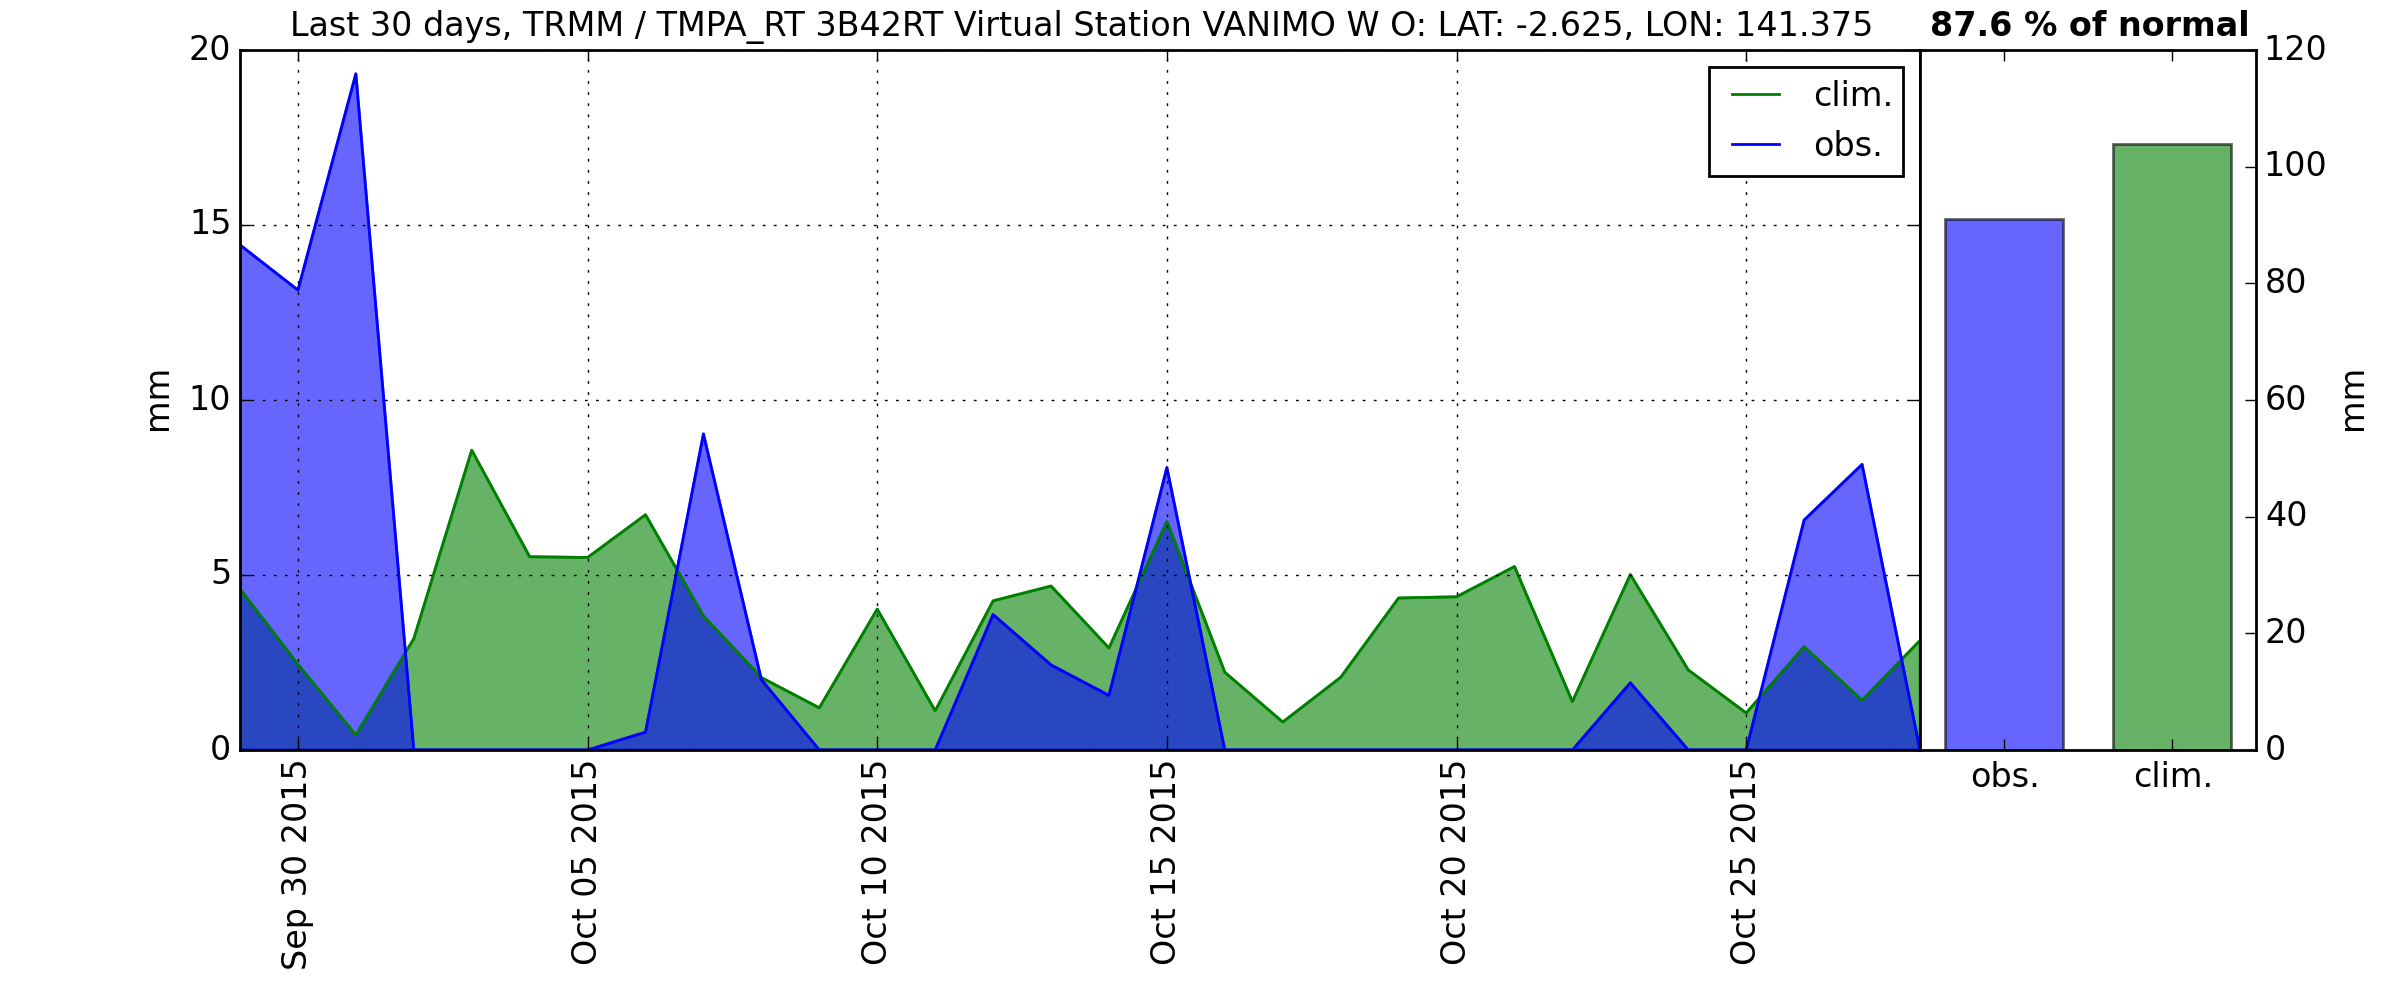 Last 30 days, TRMM / TMPA_RT 3B42RT Virtual Station VANIMO W O: LAT: -2.625, LON: 141.375
87.6 % of normal
20
15
10
5
0
mm
clim.
obs.
Sep 30 2015
Oct 05 2015
Oct 10 2015
Oct 15 2015
Oct 20 2015
Oct 25 2015
120
100
80
60
40
20
0
mm
obs.
clim.